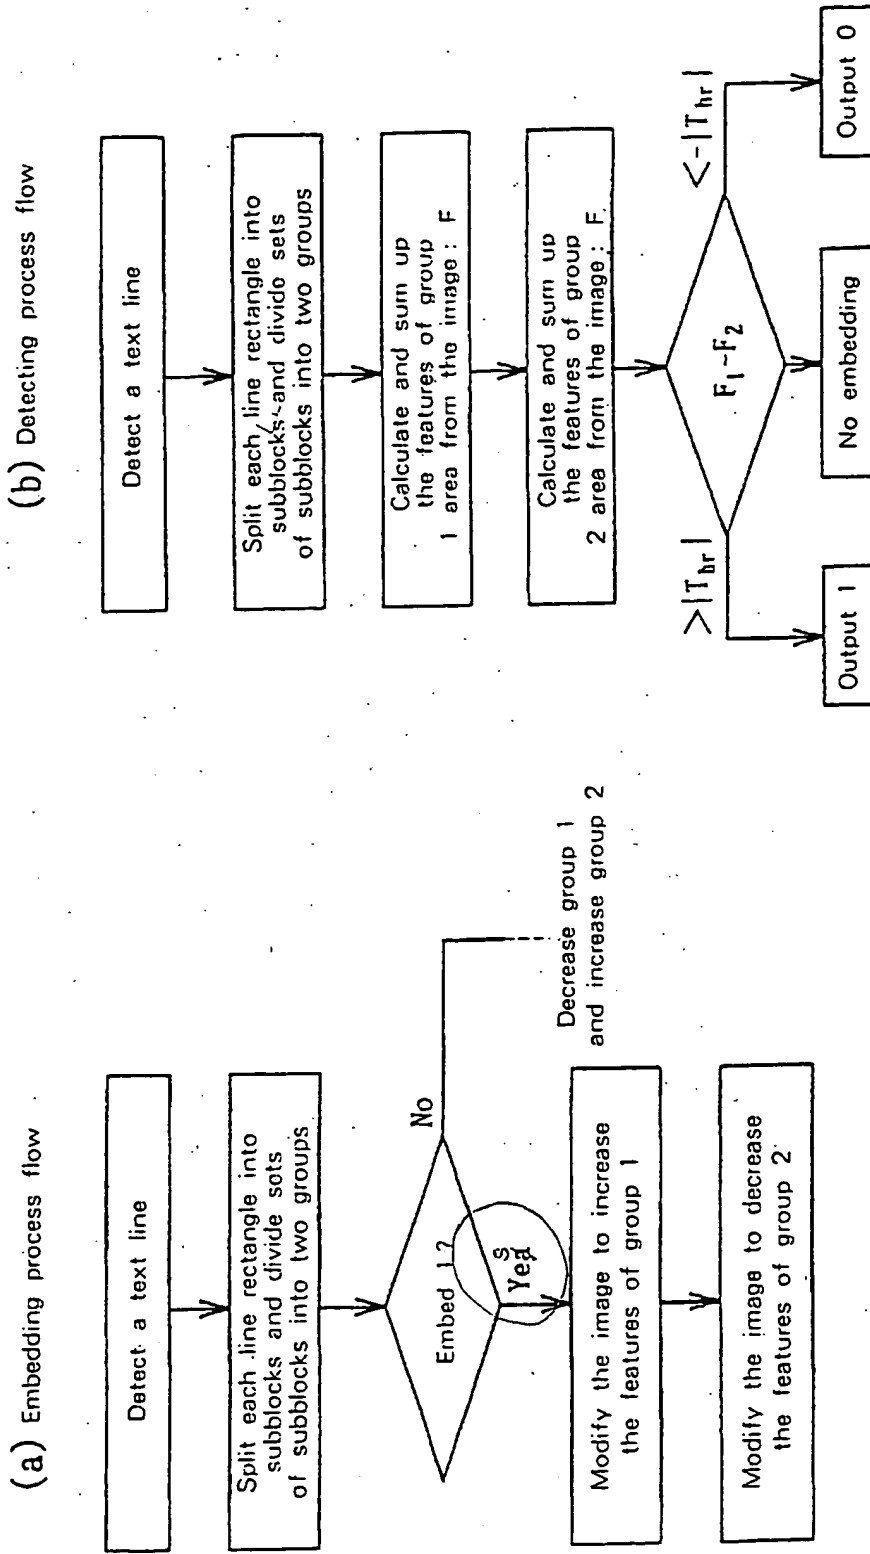 (a) Embedding process flow
Detect a text line
Split each line rectangle into
subblocks and divide sets
of subblocks into two groups
Embed 1?
No
Yes
Decrease group 1
and increase group 2
Modify the image to increase
the features of group 1
Modify the image to decrease
the features of group 2
(b) Detecting process flow
Detect a text line
Split each line rectangle into
subblocks and divide sets
of subblocks into two groups
Calculate and sum up
the features of group
1 area from the image: F
Calculate and sum up
the features of group
2 area from the image: F
F₁-F₂
>|Thr|
<-|Thr|
Output 1
No embedding
Output 0